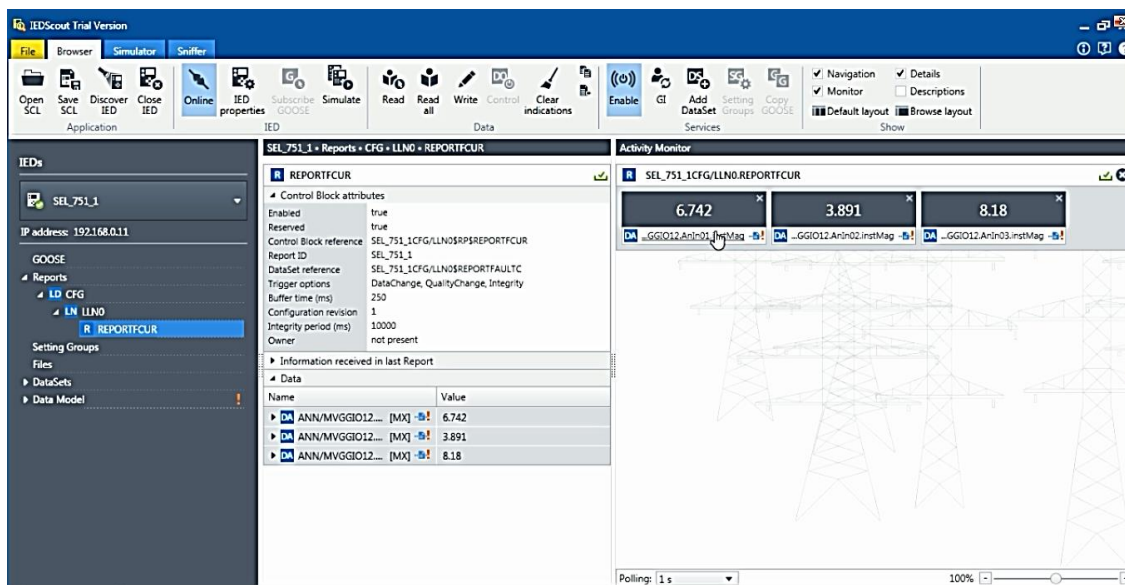 IEDScout Trial Version
File Browser Simulator Sniffer
Open SCL Save SCL Discover IED Close IED
Application
Online IED properties Subscribe GOOSE Simulate
IED
Read Read all Write Control Clear indications
Data
Enable GI Add DataSet Setting Groups Copy GOOSE
Services
Navigation Details
Monitor Descriptions
Default layout Browse layout
Show
IEDs
SEL_751_1
IP address: 192.168.0.11
GOOSE
Reports
LD CFG
LN LLN0
R REPORTFCUR
Setting Groups
Files
DataSets
Data Model !
SEL_751_1 • Reports • CFG • LLN0 • REPORTFCUR
R REPORTFCUR
Control Block attributes
Enabled true
Reserved true
Control Block reference SEL_751_1CFG/LLN0$RP$REPORTFCUR
Report ID SEL_751_1
DataSet reference SEL_751_1CFG/LLN0$REPORTFAULTC
Trigger options DataChange, QualityChange, Integrity
Buffer time (ms) 250
Configuration revision 1
Integrity period (ms) 10000
Owner not present
Information received in last Report
Data
Name Value
DA ANN/MVGGIO12.... [MX] 6.742
DA ANN/MVGGIO12.... [MX] 3.891
DA ANN/MVGGIO12.... [MX] 8.18
Activity Monitor
R SEL_751_1CFG/LLN0.REPORTFCUR
6.742 3.891 8.18
DA ...GGIO12.AnIn01.instMag DA ...GGIO12.AnIn02.instMag DA ...GGIO12.AnIn03.instMag
Polling: 1 s 100%